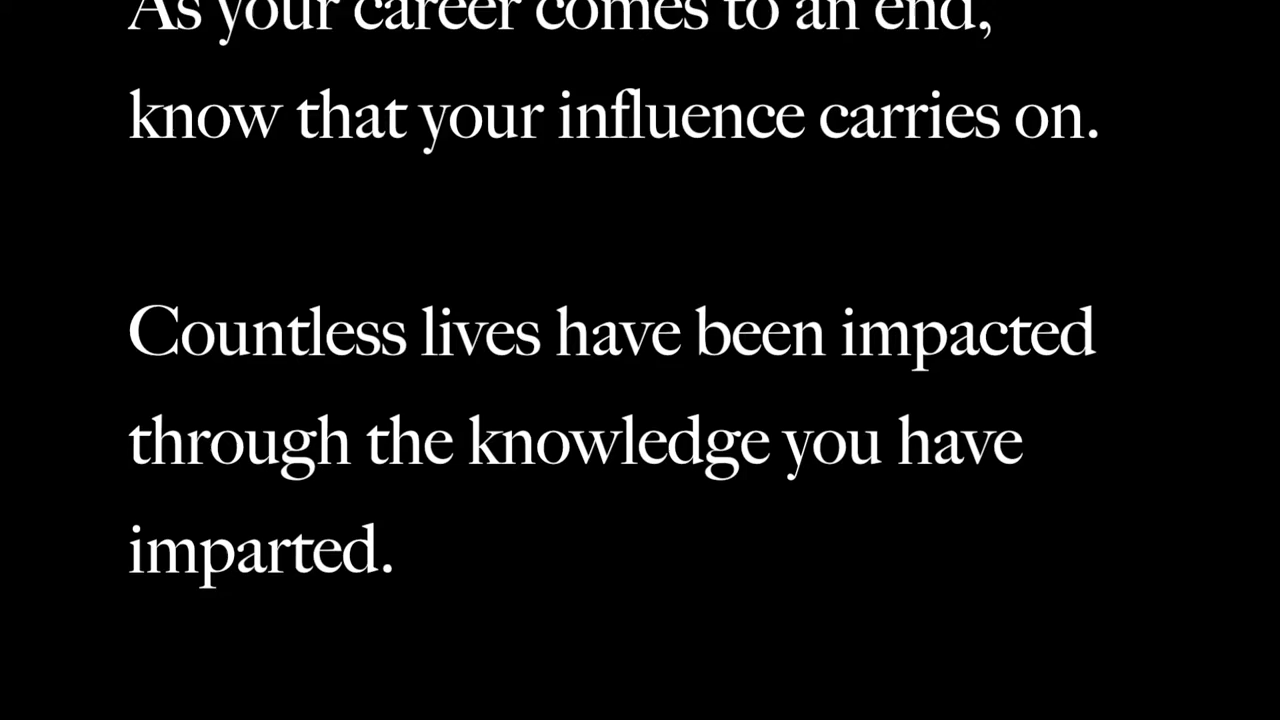 As your career comes to an end,
know that your influence carries on.
Countless lives have been impacted
through the knowledge you have
imparted.